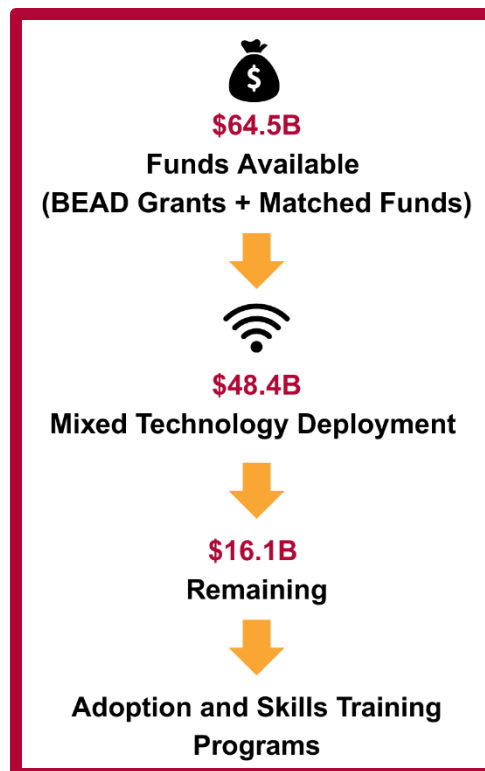 $
$64.5B
Funds Available
(BEAD Grants + Matched Funds)
$48.4B
Mixed Technology Deployment
$16.1B
Remaining
Adoption and Skills Training
Programs